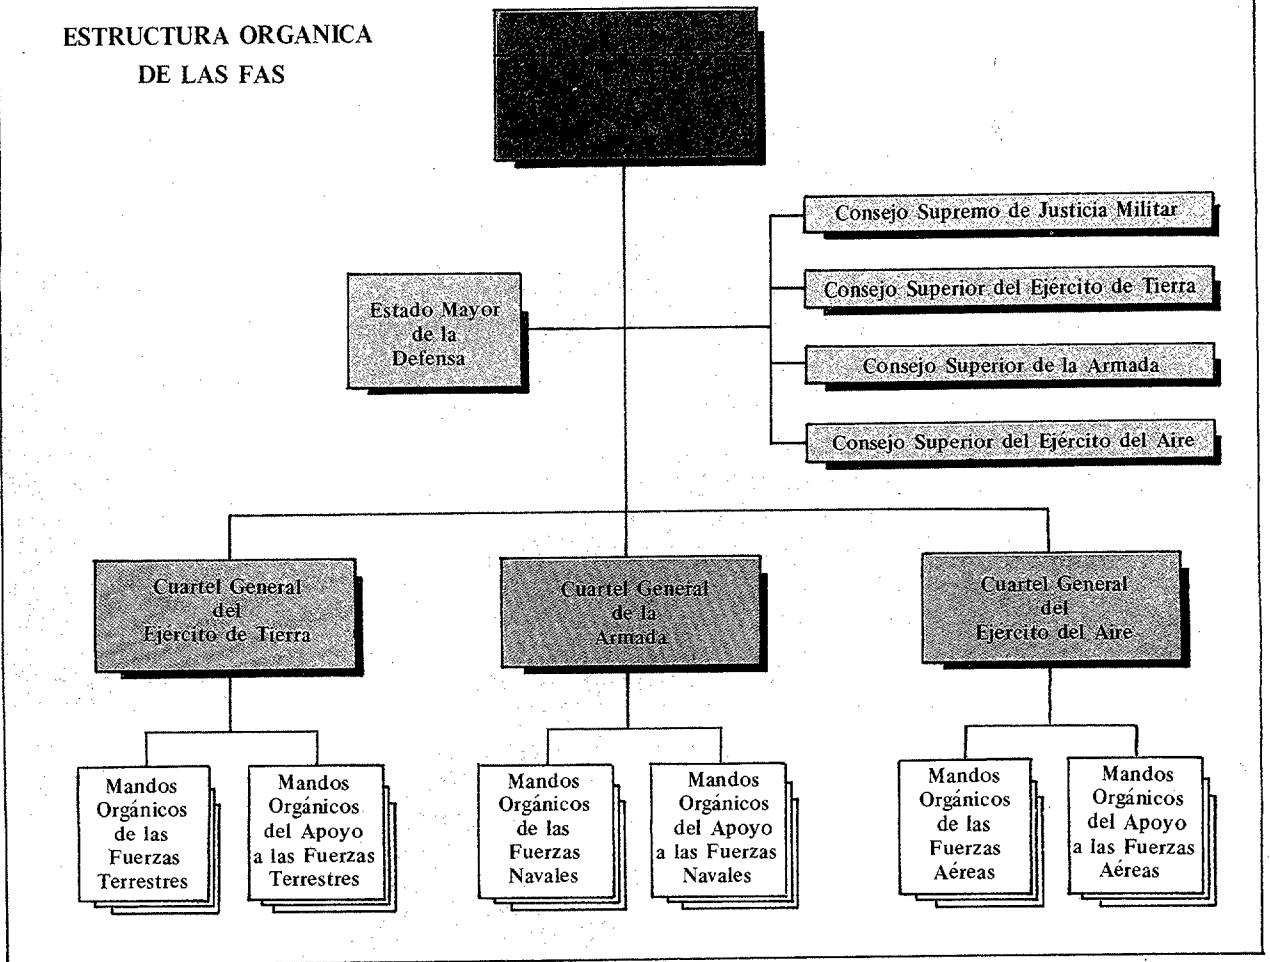 ESTRUCTURA ORGANICA
DE LAS FAS
Consejo Supremo de Justicia Militar
Consejo Superior del Ejército de Tierra
Estado Mayor
de la
Defensa
Consejo Superior de la Armada
Consejo Superior del Ejército del Aire
Cuartel General
del
Ejército de Tierra
Cuartel General
de la
Armada
Cuartel General
del
Ejército del Aire
Mandos
Orgánicos
de las
Fuerzas
Terrestres
Mandos
Orgánicos
del Apoyo
a las Fuerzas
Terrestres
Mandos
Orgánicos
de las
Fuerzas
Navales
Mandos
Orgánicos
del Apoyo
a las Fuerzas
Navales
Mandos
Orgánicos
de las
Fuerzas
Aéreas
Mandos
Orgánicos
del Apoyo
a las Fuerzas
Aéreas